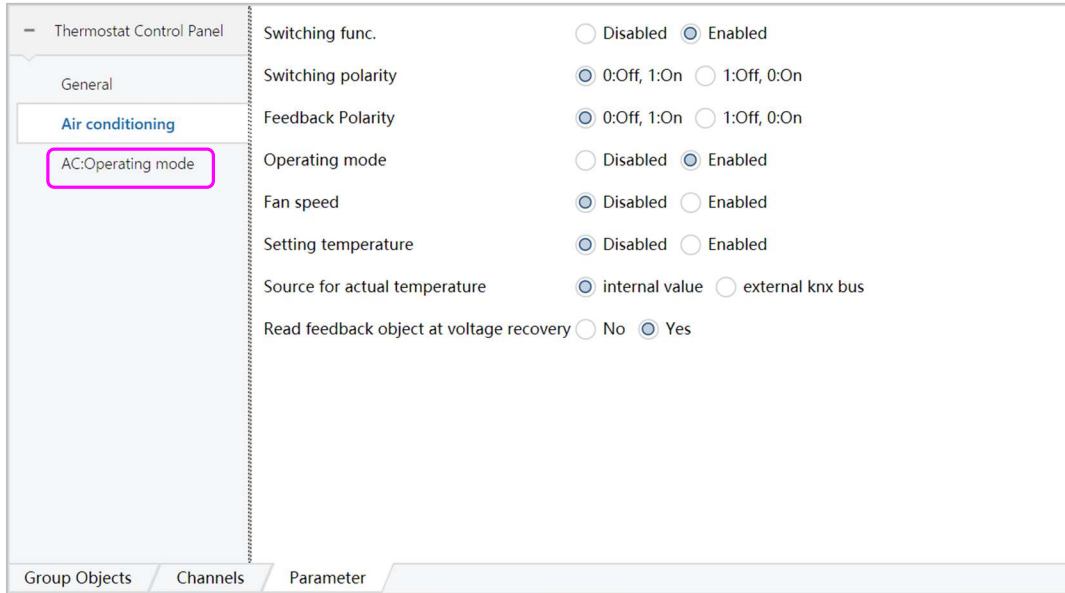 Thermostat Control Panel
General
Air conditioning
AC:Operating mode
Switching func. Disabled Enabled
Switching polarity 0:Off, 1:On 1:Off, 0:On
Feedback Polarity 0:Off, 1:On 1:Off, 0:On
Operating mode Disabled Enabled
Fan speed Disabled Enabled
Setting temperature Disabled Enabled
Source for actual temperature internal value external knx bus
Read feedback object at voltage recovery No Yes
Group Objects Channels Parameter